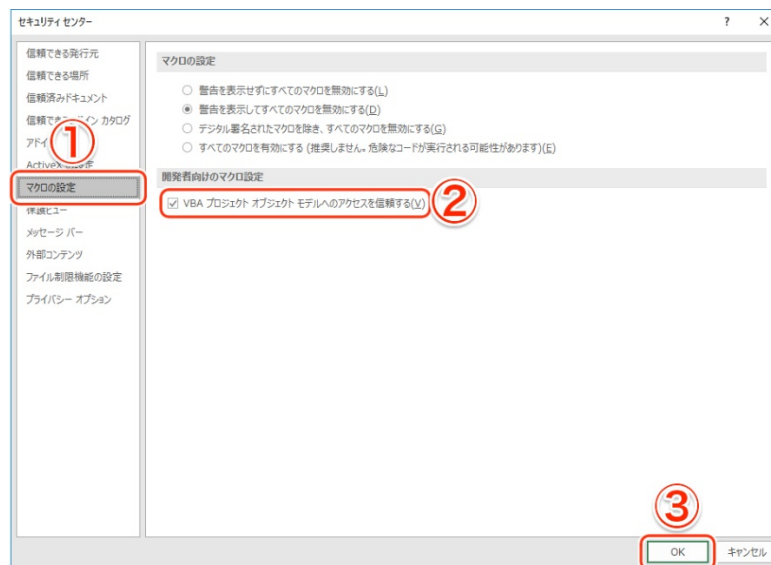 セキュリティ センター
? ×
信頼できる発行元
信頼できる場所
信頼済みドキュメント
カタログ
マクロの設定
保護ビュー
メッセージ バー
外部コンテンツ
ファイル制限機能の設定
プライバシー オプション
①
マクロの設定
警告を表示せずにすべてのマクロを無効にする(L)
警告を表示してすべてのマクロを無効にする(D)
デジタル署名されたマクロを除き、すべてのマクロを無効にする(G)
すべてのマクロを有効にする (推奨しません。危険なコードが実行される可能性があります)(E)
開発者向けのマクロ設定
VBA プロジェクト オブジェクト モデルへのアクセスを信頼する(V)
②
③
OK
キャンセル